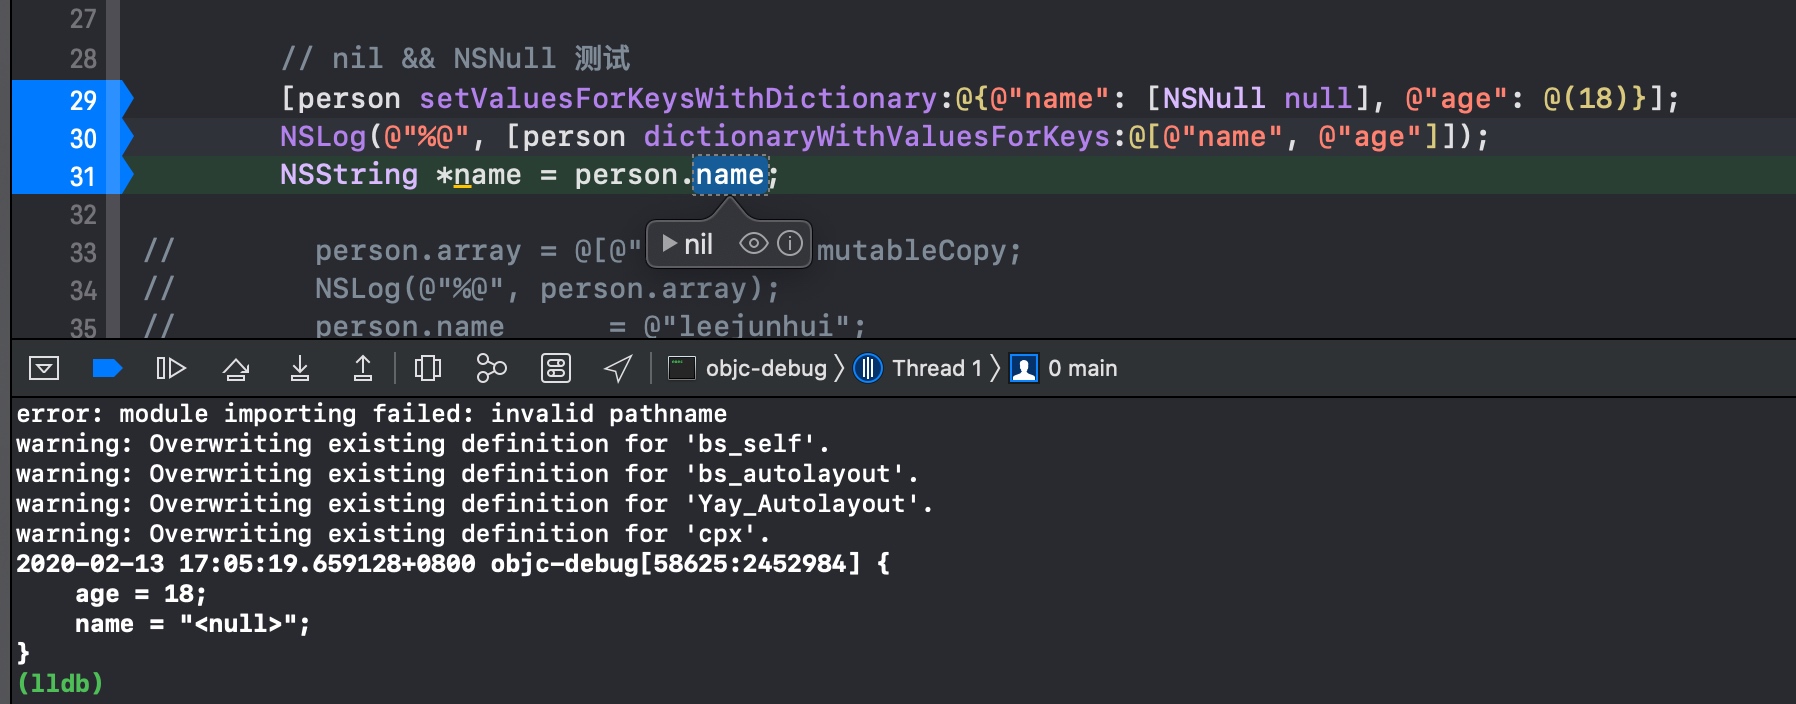 27
28 // nil && NSNull 测试
29 [person setValuesForKeysWithDictionary:@{@"name": [NSNull null], @"age": @(18)}];
30 NSLog(@"%@", [person dictionaryWithValuesForKeys:@[@"name", @"age"]]);
31 NSString *name = person.name;
32
nil
33 // person.array = @[@" mutableCopy;
34 // NSLog(@"%@", person.array);
35 // person.name = @"leejunhui";
objc-debug Thread 1 0 main
error: module importing failed: invalid pathname
warning: Overwriting existing definition for 'bs_self'.
warning: Overwriting existing definition for 'bs_autolayout'.
warning: Overwriting existing definition for 'Yay_Autolayout'.
warning: Overwriting existing definition for 'cpx'.
2020-02-13 17:05:19.659128+0800 objc-debug[58625:2452984] {
age = 18;
name = "<null>";
}
(lldb)